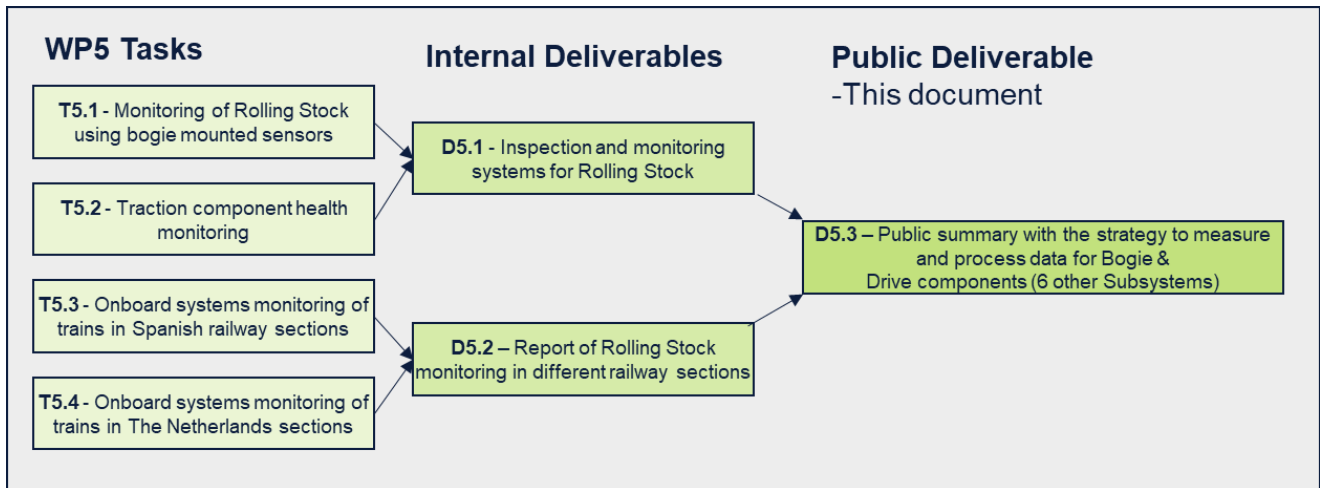 WP5 Tasks
T5.1 - Monitoring of Rolling Stock
using bogie mounted sensors
T5.2 - Traction component health
monitoring
T5.3 - Onboard systems monitoring of
trains in Spanish railway sections
T5.4 - Onboard systems monitoring of
trains in The Netherlands sections
Internal Deliverables
D5.1 - Inspection and monitoring
systems for Rolling Stock
D5.2 – Report of Rolling Stock
monitoring in different railway sections
Public Deliverable
-This document
D5.3 – Public summary with the strategy to measure
and process data for Bogie &
Drive components (6 other Subsystems)